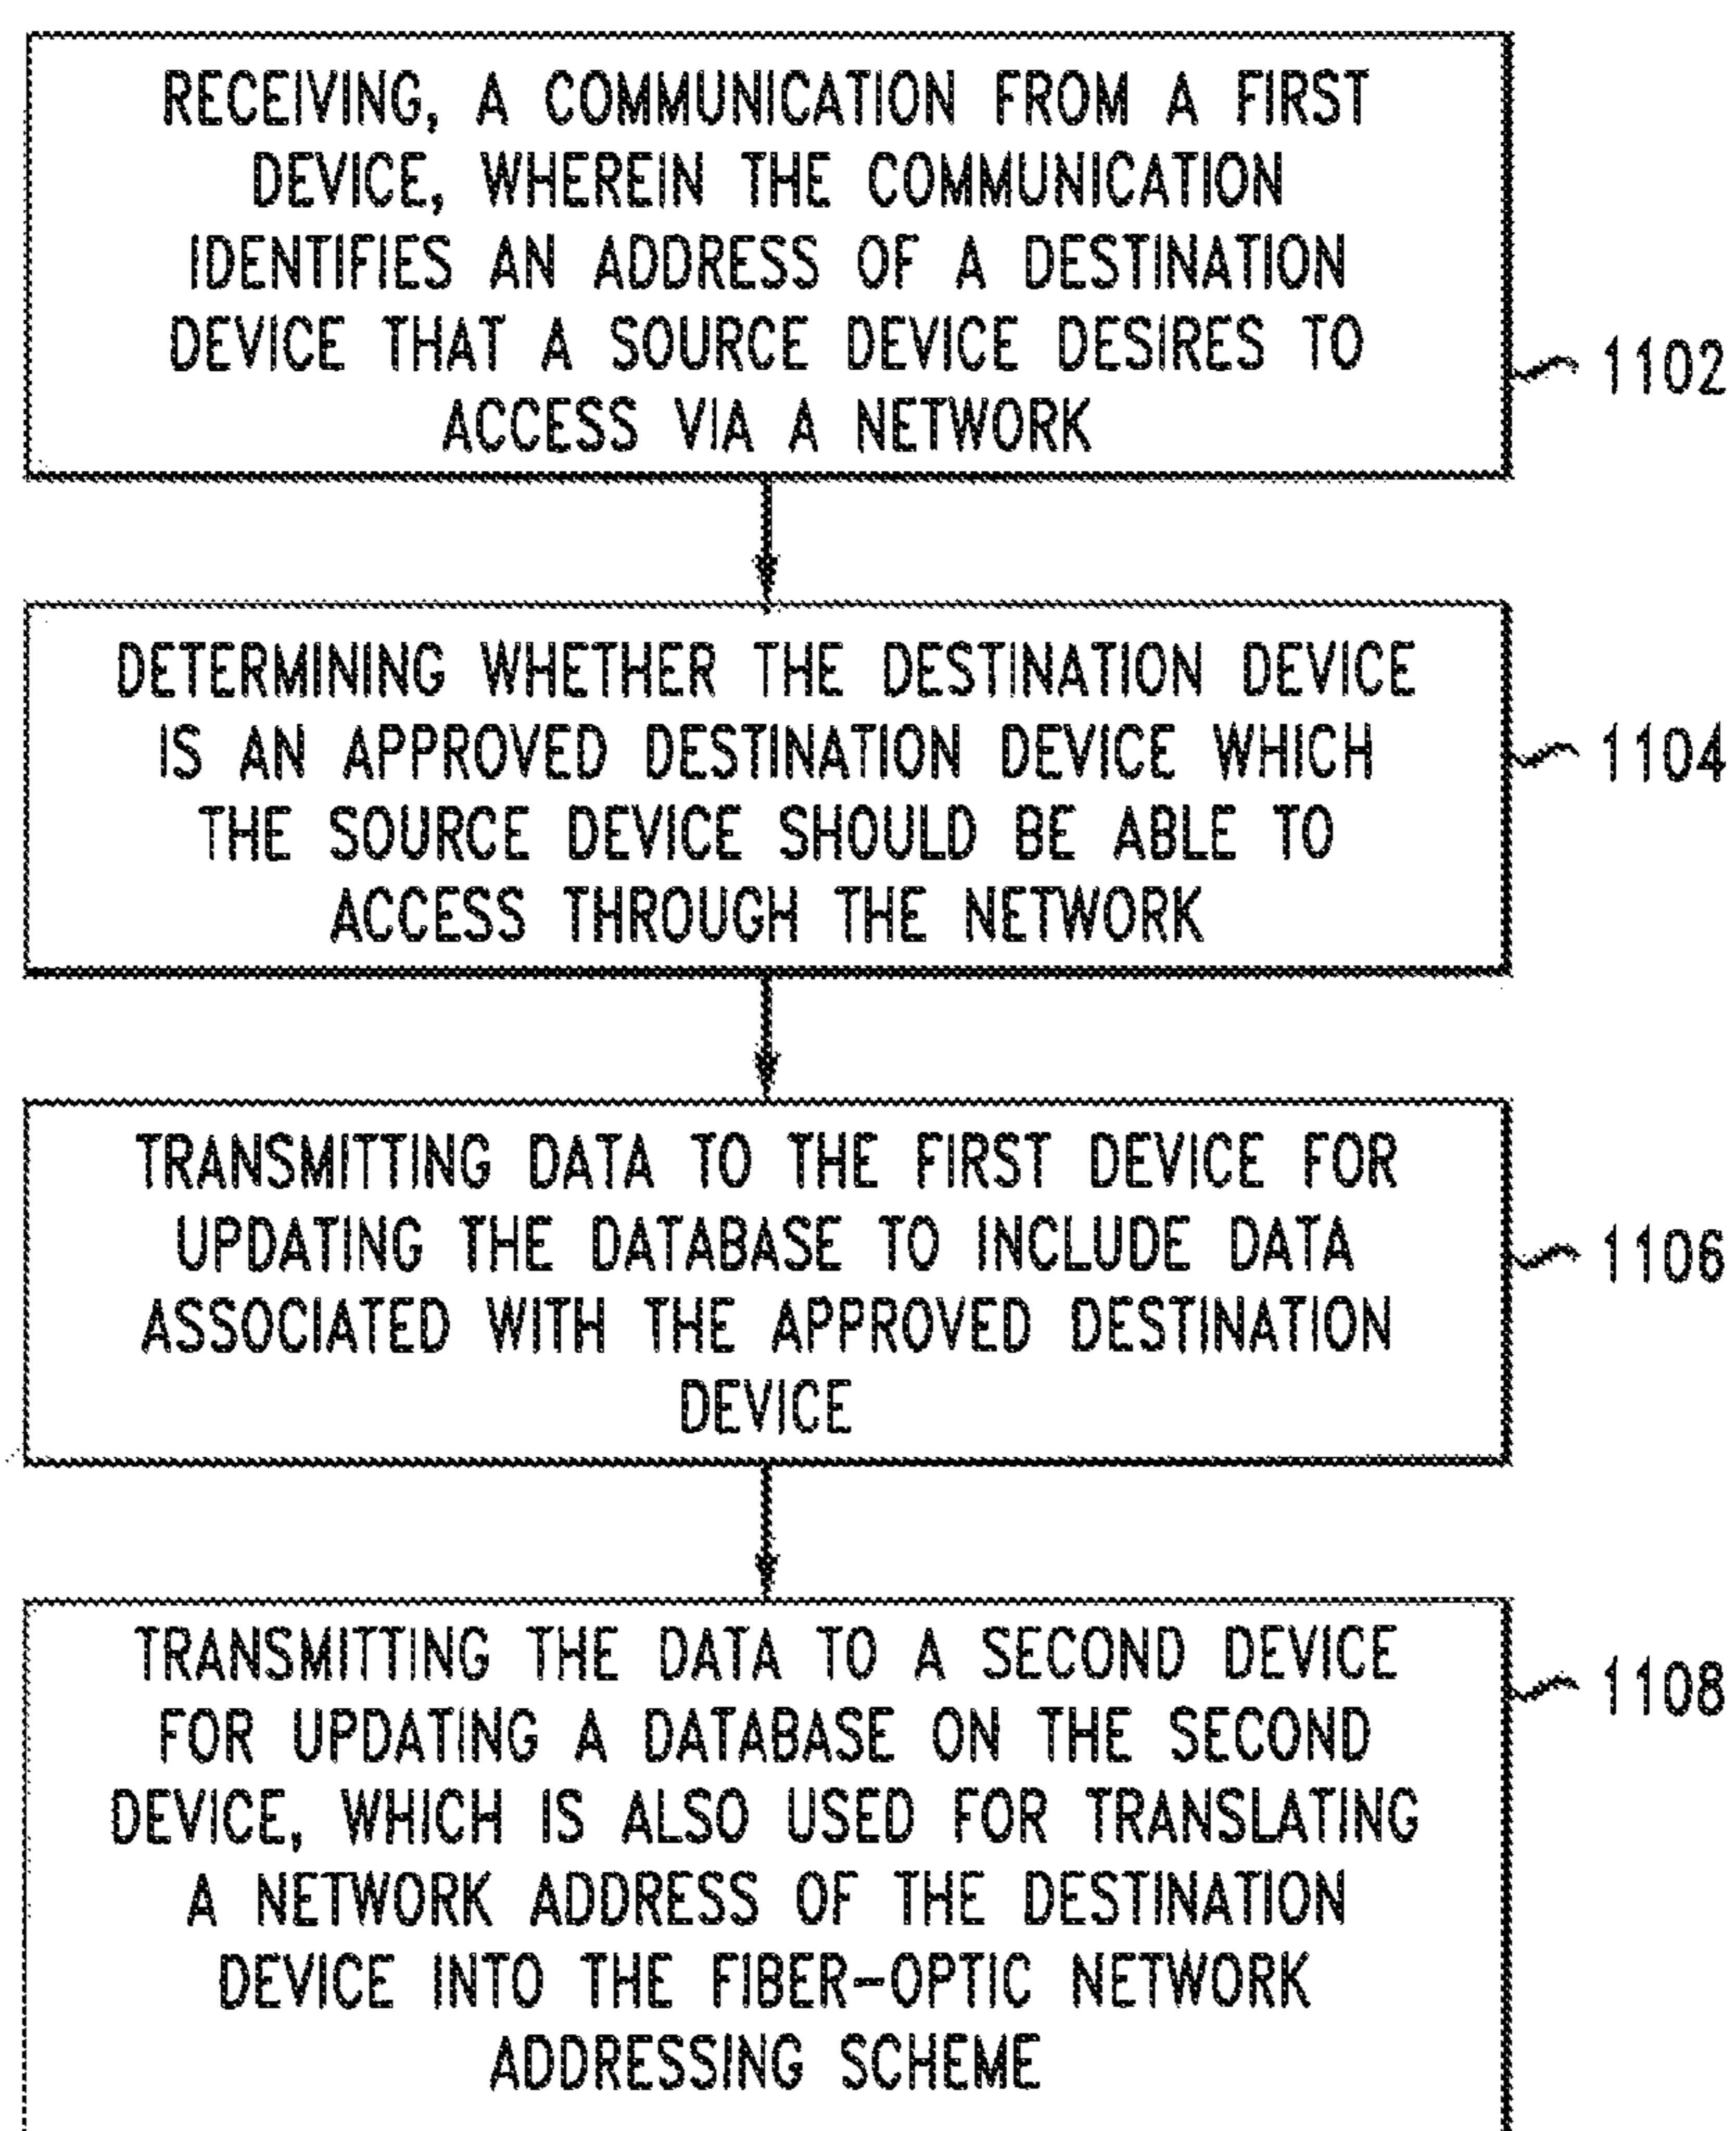 RECEIVING, A COMMUNICATION FROM A FIRST
DEVICE, WHEREIN THE COMMUNICATION
IDENTIFIES AN ADDRESS OF A DESTINATION
DEVICE THAT A SOURCE DEVICE DESIRES TO
ACCESS VIA A NETWORK
1102
DETERMINING WHETHER THE DESTINATION DEVICE
IS AN APPROVED DESTINATION DEVICE WHICH
THE SOURCE DEVICE SHOULD BE ABLE TO
ACCESS THROUGH THE NETWORK
1104
TRANSMITTING DATA TO THE FIRST DEVICE FOR
UPDATING THE DATABASE TO INCLUDE DATA
ASSOCIATED WITH THE APPROVED DESTINATION
DEVICE
1106
TRANSMITTING THE DATA TO A SECOND DEVICE
FOR UPDATING A DATABASE ON THE SECOND
DEVICE, WHICH IS ALSO USED FOR TRANSLATING
A NETWORK ADDRESS OF THE DESTINATION
DEVICE INTO THE FIBER-OPTIC NETWORK
ADDRESSING SCHEME
1108